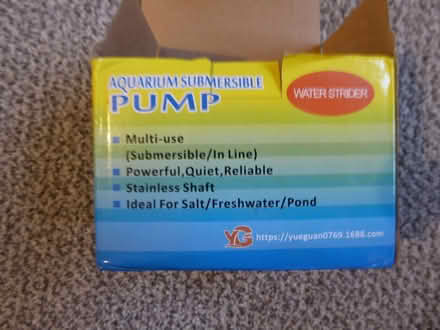 AQUARIUM SUBMERSIBLE
PUMP
WATER STRIDER
Multi-use
(Submersible/In Line)
Powerful,Quiet,Reliable
Stainless Shaft
Ideal For Salt/Freshwater/Pond
YG https://yueguan0769.1688.com